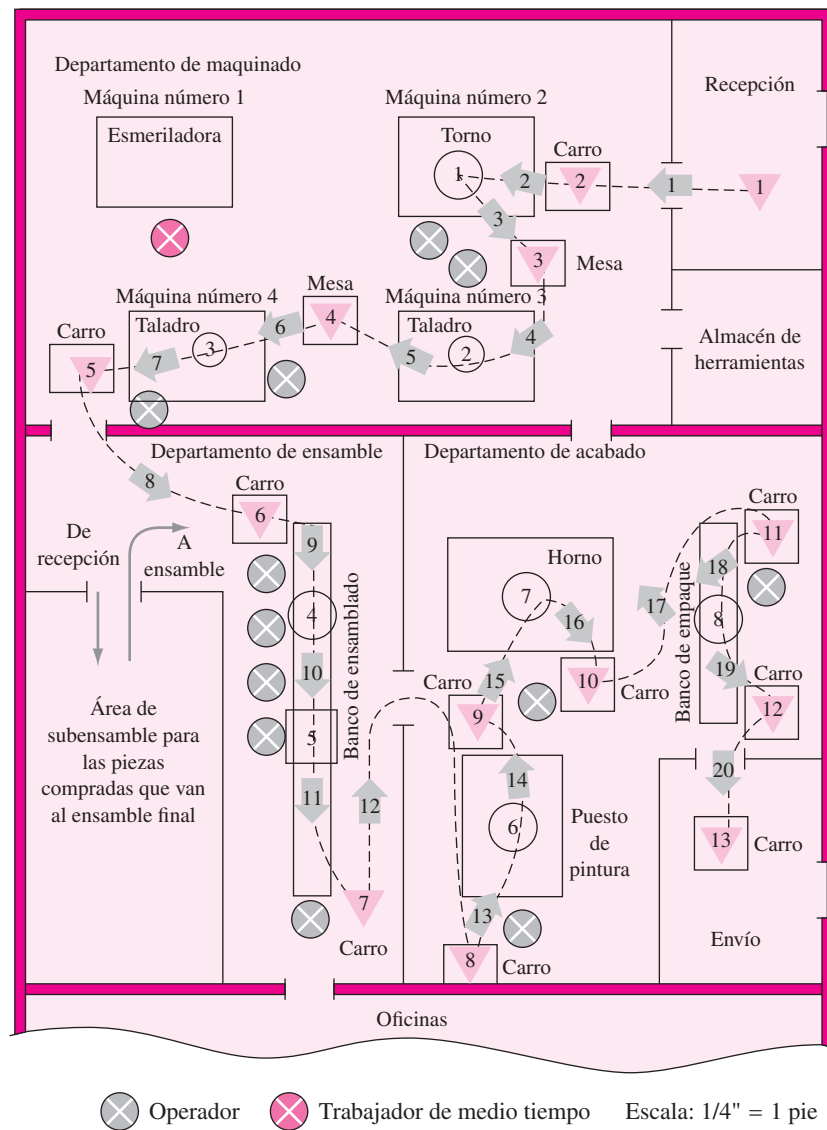 Departamento de maquinado
Máquina número 1
Esmeriladora
Máquina número 2
Torno
1
Carro
2
2
1
1
Recepción
3
3
Mesa
Máquina número 4
Taladro
3
Mesa
4
6
Máquina número 3
Taladro
2
5
4
Carro
5
7
Almacén de
herramientas
Departamento de ensamble
8
Carro
6
9
De
recepción
A
ensamble
4
10
Banco de ensamblado
5
11
12
7
Carro
Área de
subensamble para
las piezas
compradas que van
al ensamble final
Departamento de acabado
Horno
7
16
15
Carro
9
10
Carro
14
6
Puesto
de
pintura
13
8
Carro
17
Carro
11
18
8
Banco de empaque
19
Carro
12
20
13
Carro
Envío
Oficinas
Operador
Trabajador de medio tiempo
Escala: 1/4" = 1 pie